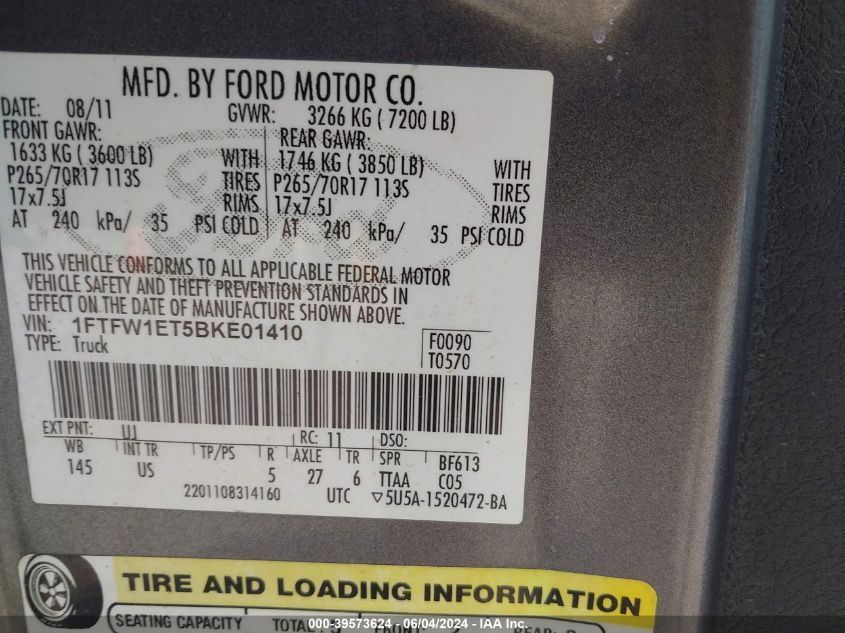 MFD. BY FORD MOTOR CO.
DATE: 08/11 GVWR: 3266 KG ( 7200 LB)
FRONT GAWR: REAR GAWR:
1633 KG ( 3600 LB) WITH 1746 KG ( 3850 LB) WITH
P265/70R17 113S TIRES P265/70R17 113S TIRES
17x7.5J RIMS 17x7.5J RIMS
AT 240 kPa/ 35 PSI COLD AT 240 kPa/ 35 PSI COLD
THIS VEHICLE CONFORMS TO ALL APPLICABLE FEDERAL MOTOR
VEHICLE SAFETY AND THEFT PREVENTION STANDARDS IN
EFFECT ON THE DATE OF MANUFACTURE SHOWN ABOVE.
VIN: 1FTFW1ET5BKE01410 F0090
TYPE: Truck T0570
EXT PNT: UJ RC: 11 DSO:
WB INT TR TP/PS R AXLE TR SPR BF613
145 US 5 27 6 TTAA C05
2201108314160 UTC ▽5U5A-1520472-BA
TIRE AND LOADING INFORMATION
SEATING CAPACITY TOTAL: 5
000-39573624 - 06/04/2024 - IAA Inc.